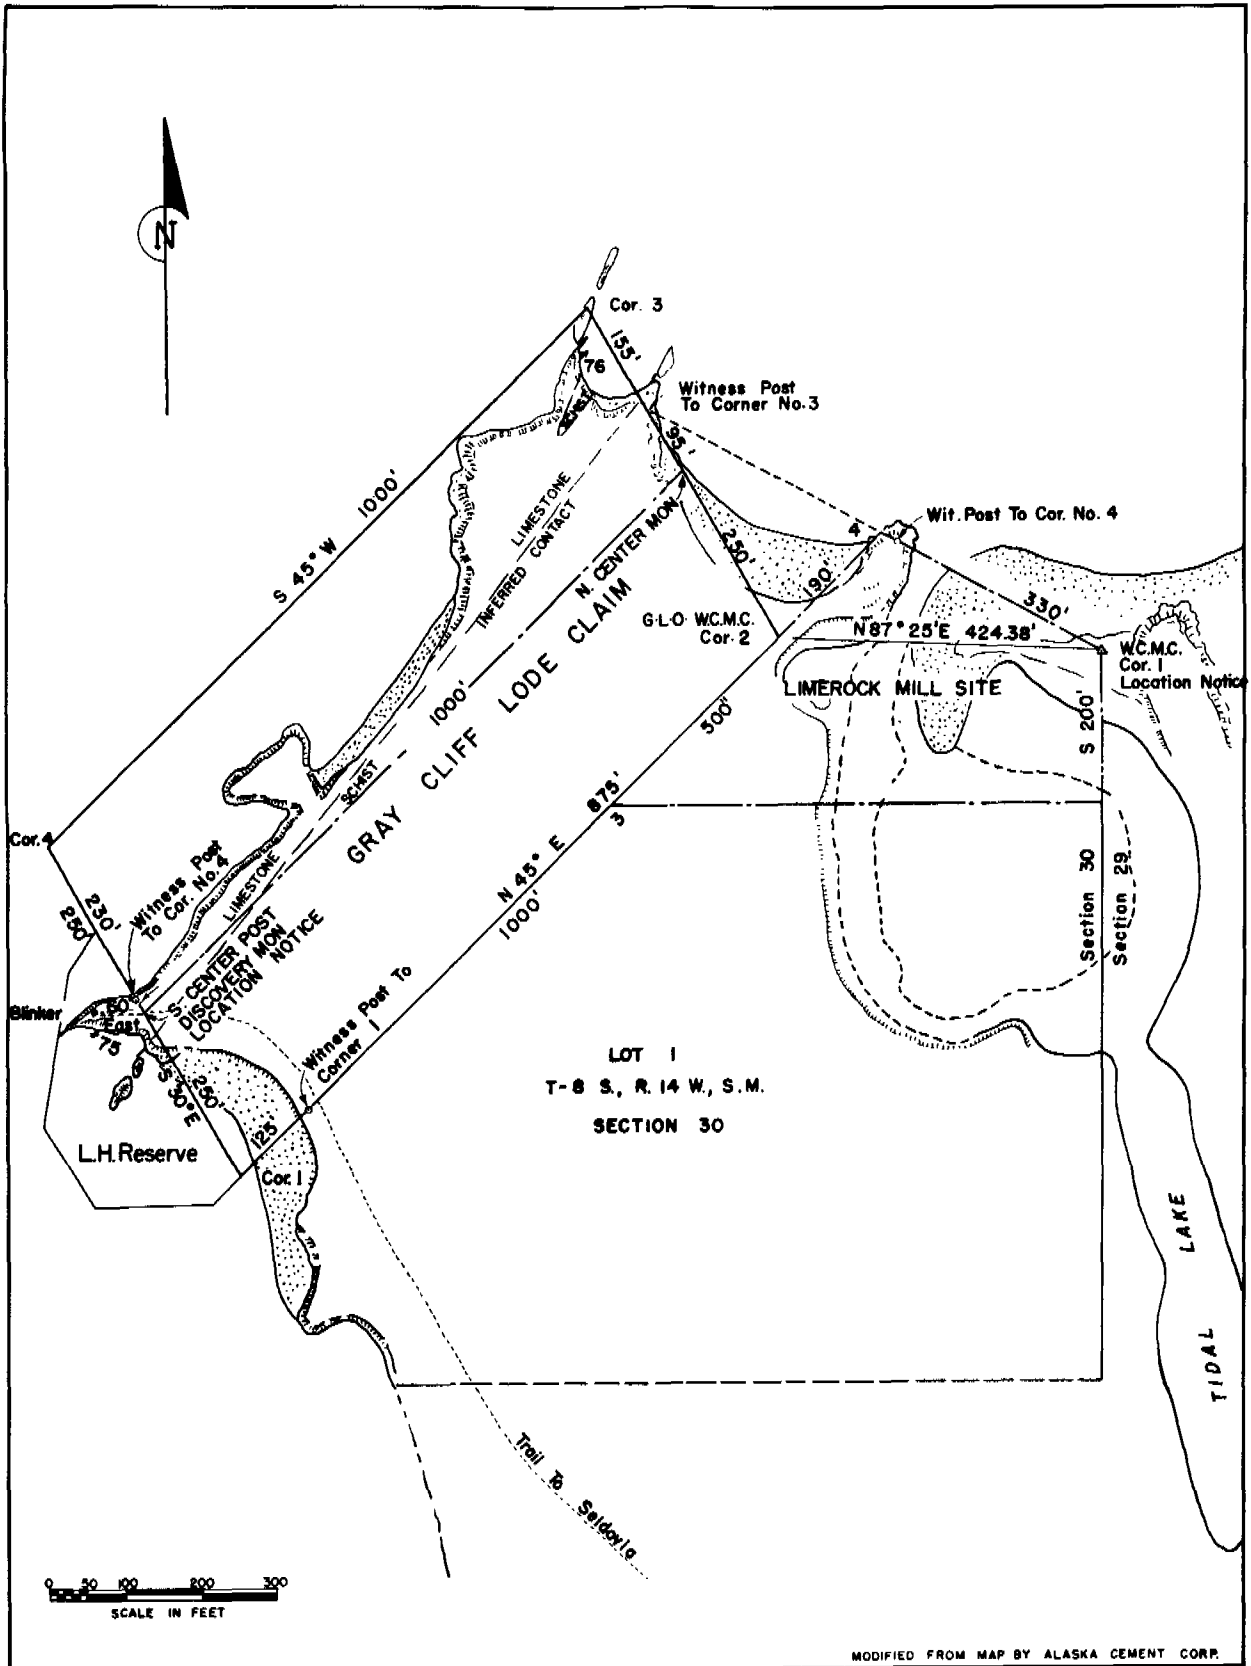 N
Cor. 3
155'
76
SCHIST
Witness Post
To Corner No. 3
95'
S 45° W 1000'
LIMESTONE
INFERRED CONTACT
N. CENTER MON.
250'
4
Wit. Post To Cor. No. 4
190'
330'
G-L-O W.C.M.C.
Cor. 2
N 87° 25'E 424.38'
W.C.M.C.
Cor. 1
Location Notice
LIMEROCK MILL SITE
S 200'
1000'
GRAY CLIFF LODE CLAIM
500"
SCHIST
875'
3
N 45° E
1000'
Cor. 4
Witness Post
To Cor. No. 4
LIMESTONE
230'
250'
S. CENTER POST
DISCOVERY MON
LOCATION NOTICE
Section 30
Section 29
Blinker
60
East
75
Witness Post To
Corner 1
S 30° E
250'
125'
Cor. 1
L.H. Reserve
LOT 1
T-8 S., R. 14 W., S.M.
SECTION 30
TIDAL LAKE
Trail To Seldovia
0 50 100 200 300
SCALE IN FEET
MODIFIED FROM MAP BY ALASKA CEMENT CORP.